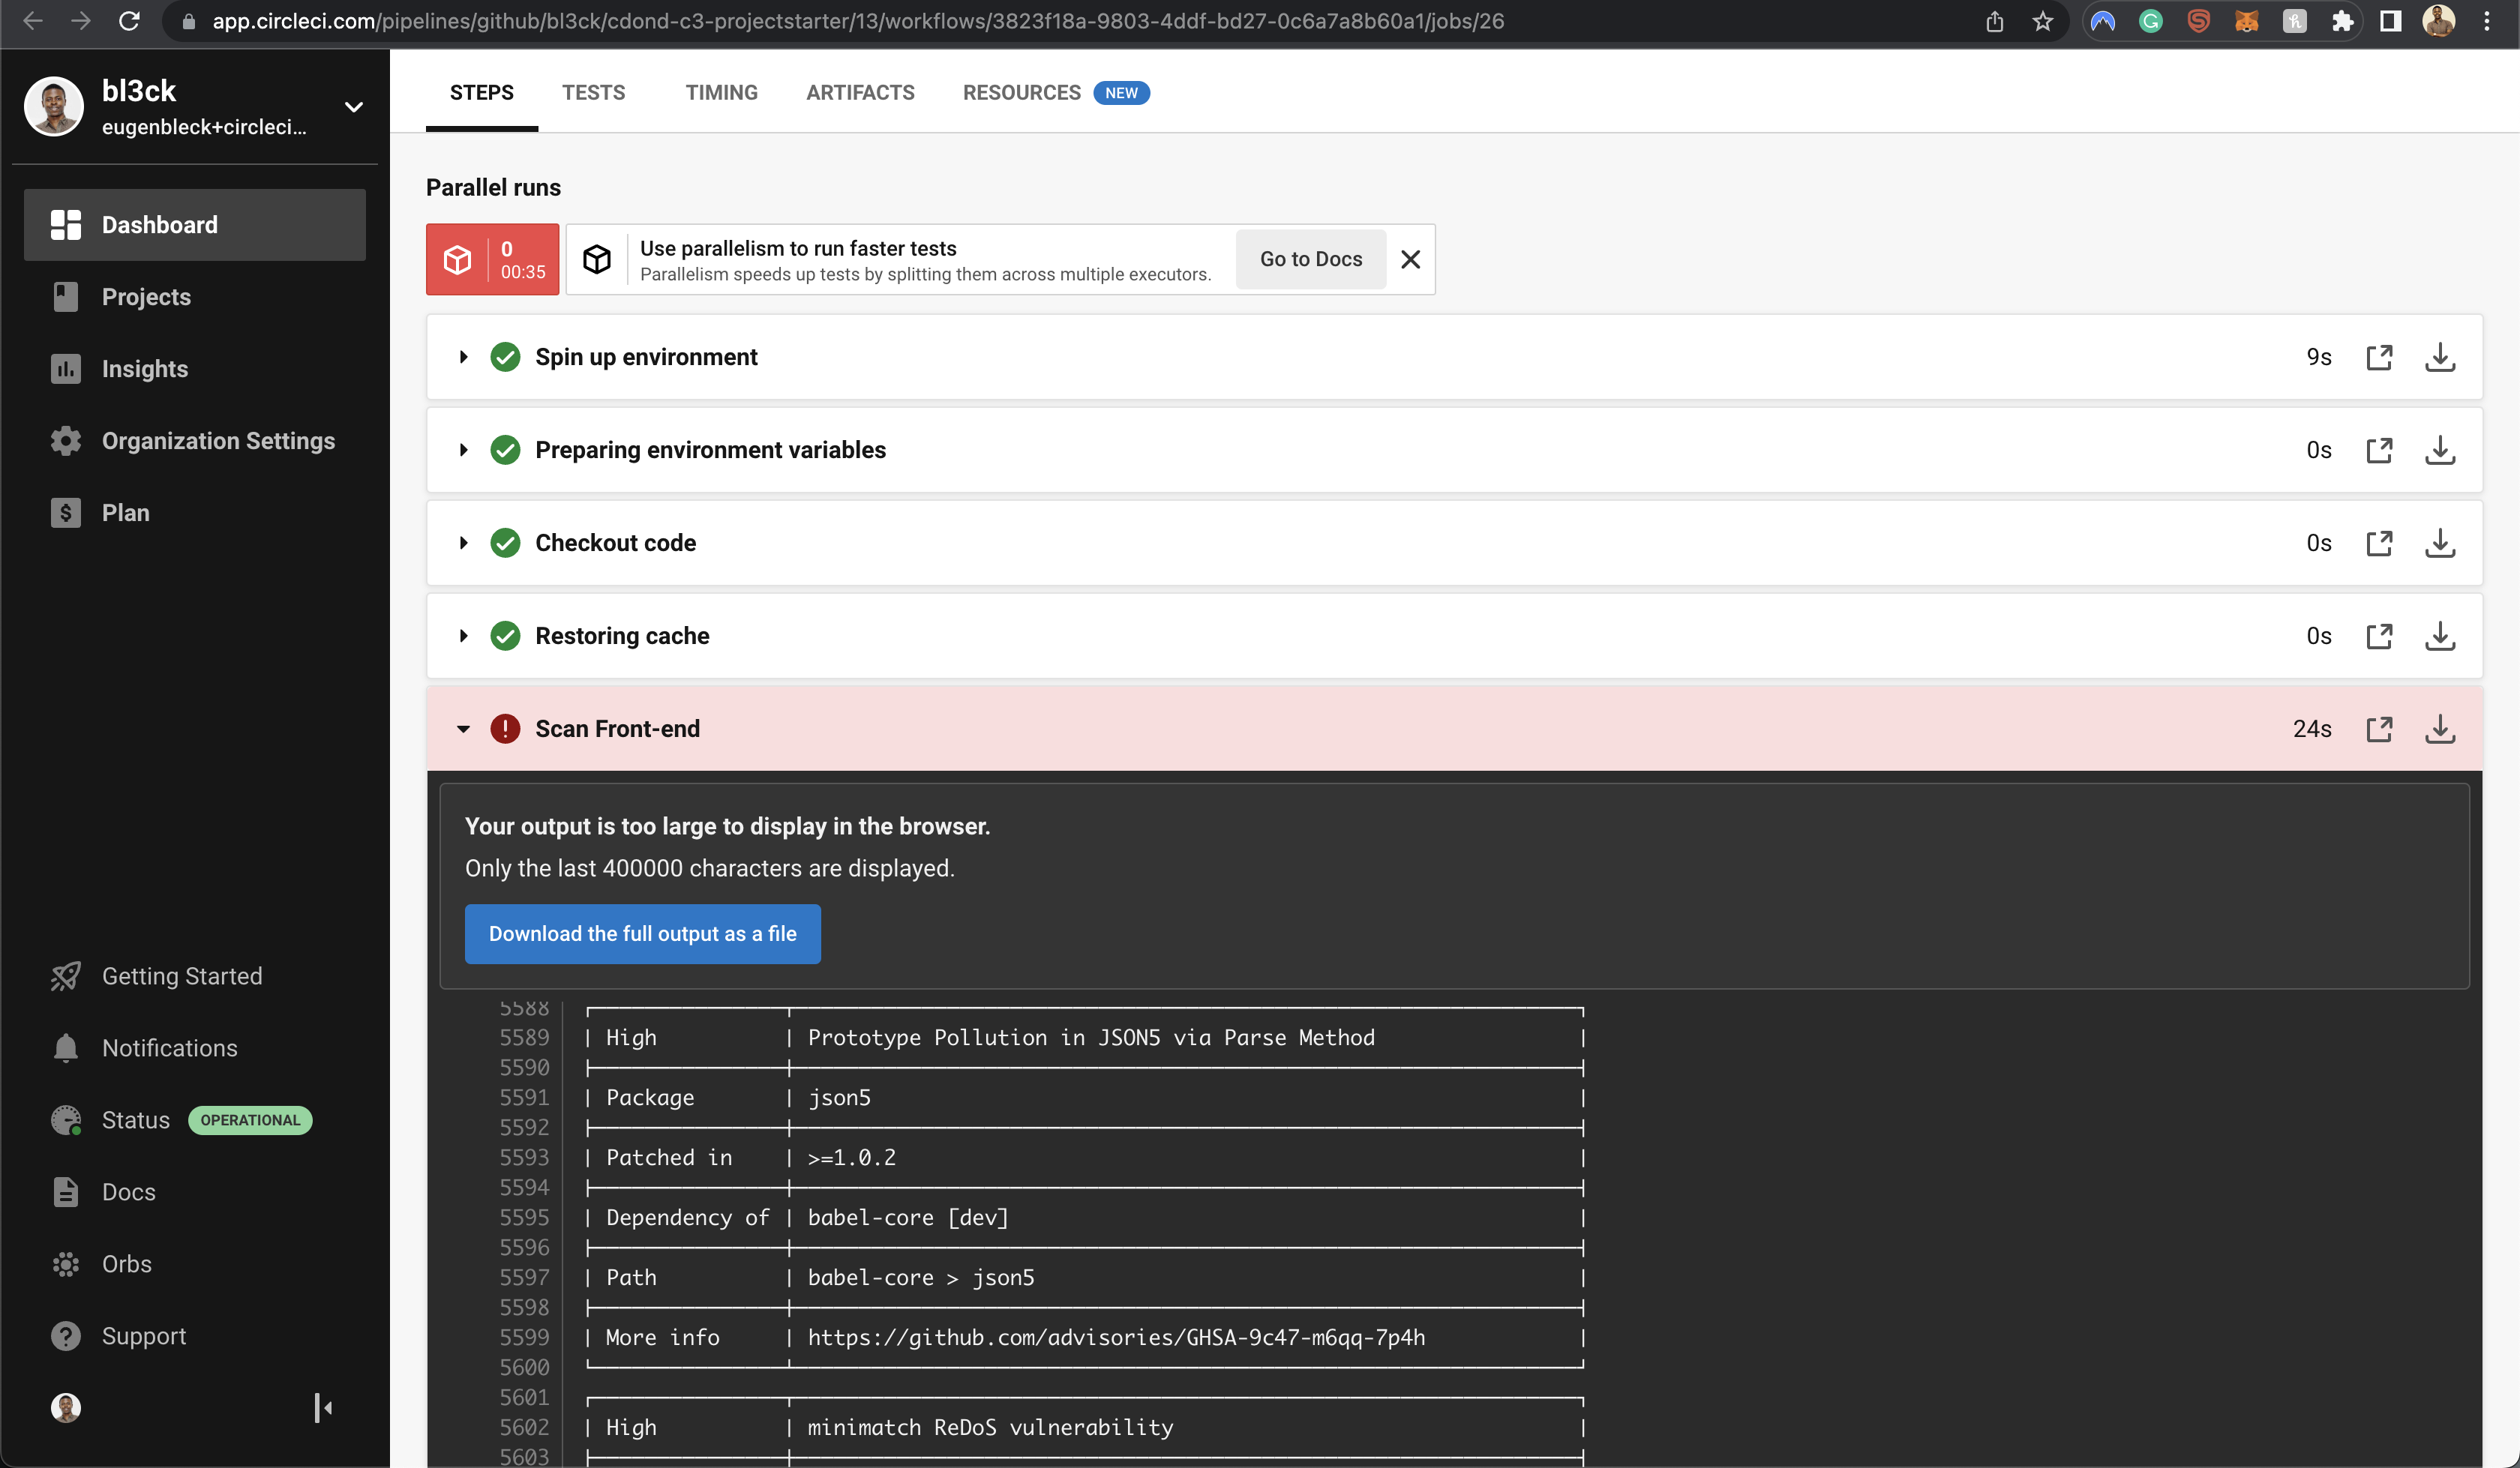 app.circleci.com/pipelines/github/bl3ck/cdond-c3-projectstarter/13/workflows/3823f18a-9803-4ddf-bd27-0c6a7a8b60a1/jobs/26
bl3ck
eugenbleck+circleci...
Dashboard
Projects
Insights
Organization Settings
Plan
Getting Started
Notifications
Status OPERATIONAL
Docs
Orbs
Support
STEPS TESTS TIMING ARTIFACTS RESOURCES NEW
Parallel runs
0
00:35
Use parallelism to run faster tests
Parallelism speeds up tests by splitting them across multiple executors.
Go to Docs
Spin up environment 9s
Preparing environment variables 0s
Checkout code 0s
Restoring cache 0s
Scan Front-end 24s
Your output is too large to display in the browser.
Only the last 400000 characters are displayed.
Download the full output as a file
5588
5589 | High | Prototype Pollution in JSON5 via Parse Method |
5590
5591 | Package | json5 |
5592
5593 | Patched in | >=1.0.2 |
5594
5595 | Dependency of | babel-core [dev] |
5596
5597 | Path | babel-core > json5 |
5598
5599 | More info | https://github.com/advisories/GHSA-9c47-m6qq-7p4h |
5600
5601
5602 | High | minimatch ReDoS vulnerability |
5603